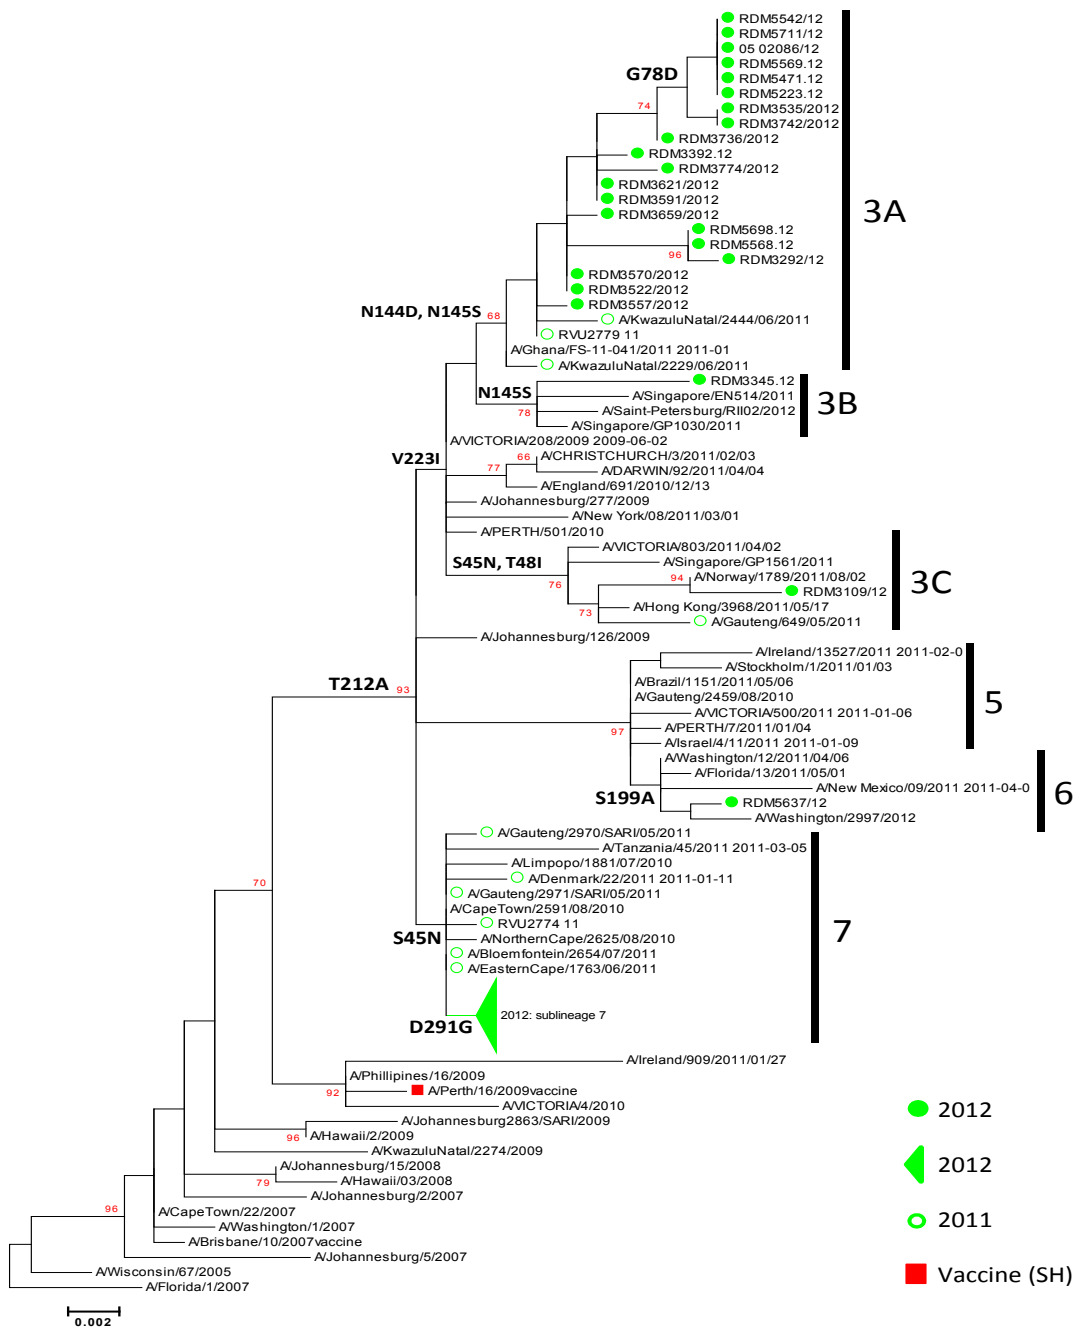 RDM5542/12
RDM5711/12
05 02086/12
RDM5569.12
G78D
RDM5471.12
RDM5223.12
74
RDM3535/2012
RDM3742/2012
RDM3736/2012
RDM3392.12
RDM3774/2012
RDM3621/2012
RDM3591/2012
3A
RDM3659/2012
RDM5698.12
RDM5568.12
96
RDM3292/12
RDM3570/2012
RDM3522/2012
RDM3557/2012
N144D, N145S
68
A/KwazuluNatal/2444/06/2011
RVU2779 11
A/Ghana/FS-11-041/2011 2011-01
A/KwazuluNatal/2229/06/2011
RDM3345.12
N145S
A/Singapore/EN514/2011
3B
78
A/Saint-Petersburg/RII02/2012
A/Singapore/GP1030/2011
A/VICTORIA/208/2009 2009-06-02
V223I
66
A/CHRISTCHURCH/3/2011/02/03
77
A/DARWIN/92/2011/04/04
A/England/691/2010/12/13
A/Johannesburg/277/2009
A/New York/08/2011/03/01
A/PERTH/501/2010
A/VICTORIA/803/2011/04/02
S45N, T48I
A/Singapore/GP1561/2011
76
94
A/Norway/1789/2011/08/02
3C
RDM3109/12
73
A/Hong Kong/3968/2011/05/17
A/Gauteng/649/05/2011
A/Johannesburg/126/2009
A/Ireland/13527/2011 2011-02-0
A/Stockholm/1/2011/01/03
T212A
93
A/Brazil/1151/2011/05/06
A/Gauteng/2459/08/2010
5
A/VICTORIA/500/2011 2011-01-06
97
A/PERTH/7/2011/01/04
A/Israel/4/11/2011 2011-01-09
A/Washington/12/2011/04/06
A/Florida/13/2011/05/01
A/New Mexico/09/2011 2011-04-0
S199A
6
RDM5637/12
A/Washington/2997/2012
A/Gauteng/2970/SARI/05/2011
A/Tanzania/45/2011 2011-03-05
A/Limpopo/1881/07/2010
A/Denmark/22/2011 2011-01-11
70
A/Gauteng/2971/SARI/05/2011
A/CapeTown/2591/08/2010
RVU2774 11
7
S45N
A/NorthernCape/2625/08/2010
A/Bloemfontein/2654/07/2011
A/EasternCape/1763/06/2011
2012: sublineage 7
D291G
A/Ireland/909/2011/01/27
A/Phillipines/16/2009
92
A/Perth/16/2009vaccine
A/VICTORIA/4/2010
A/Johannesburg2863/SARI/2009
96
A/Hawaii/2/2009
A/KwazuluNatal/2274/2009
A/Johannesburg/15/2008
79
A/Hawaii/03/2008
A/Johannesburg/2/2007
96
A/CapeTown/22/2007
A/Washington/1/2007
A/Brisbane/10/2007vaccine
A/Johannesburg/5/2007
A/Wisconsin/67/2005
A/Florida/1/2007
0.002
2012
2012
2011
Vaccine (SH)